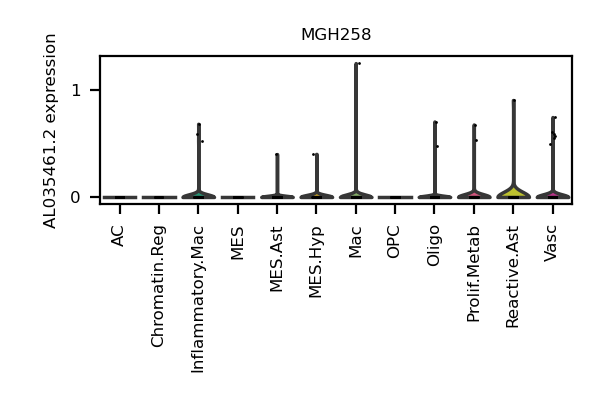 MGH258
AL035461.2 expression
1
0
AC
Chromatin.Reg
Inflammatory.Mac
MES
MES.Ast
MES.Hyp
Mac
OPC
Oligo
Prolif.Metab
Reactive.Ast
Vasc